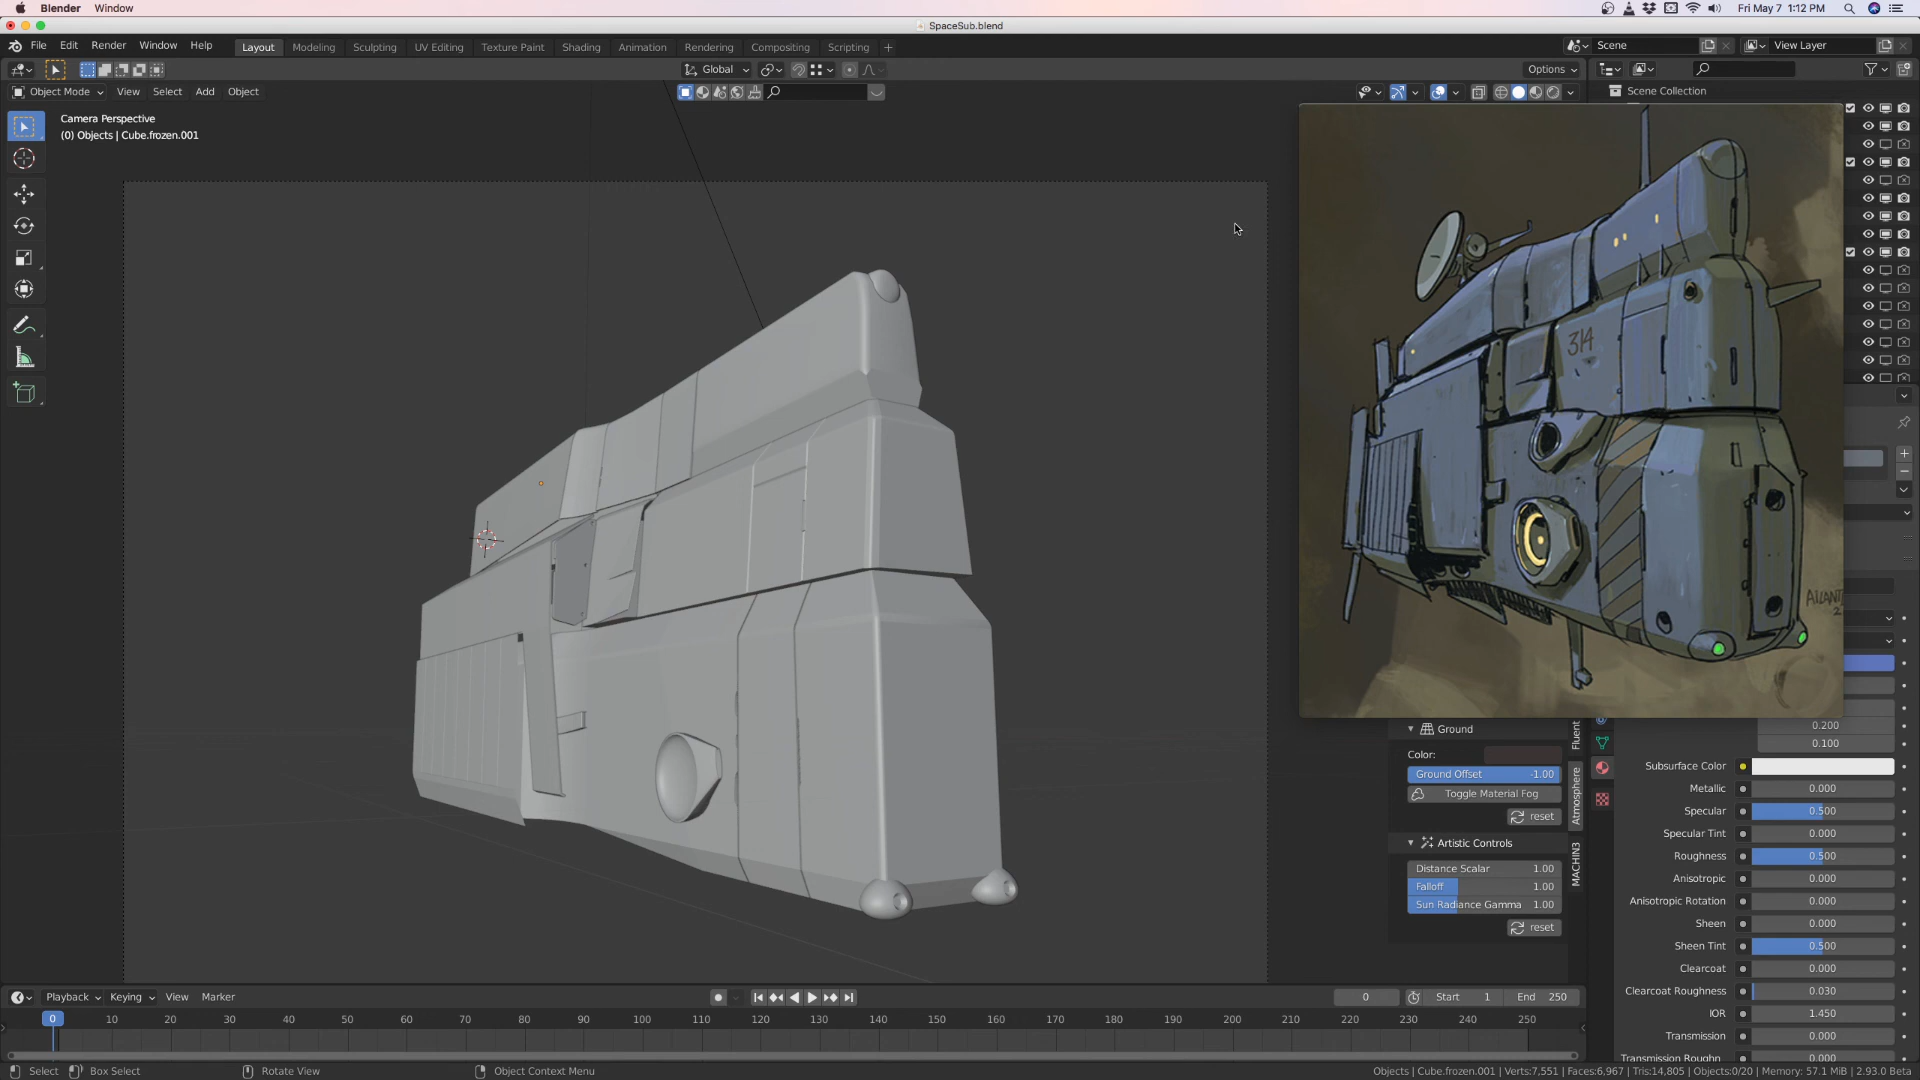 Blender Window
Fri May 7 1:12 PM
SpaceSub.blend
File Edit Render Window Help
Layout Modeling Sculpting UV Editing Texture Paint Shading Animation Rendering Compositing Scripting +
Scene
View Layer
Global
Options
Object Mode View Select Add Object
Scene Collection
Camera Perspective
(0) Objects | Cube.frozen.001
314
Ground
Color:
Ground Offset -1.00
Toggle Material Fog
reset
Artistic Controls
Distance Scalar 1.00
Falloff 1.00
Sun Radiance Gamma 1.00
reset
Fluent
Atmosphere
MACHIN3
0.200
0.100
Subsurface Color
Metallic 0.000
Specular 0.500
Specular Tint 0.000
Roughness 0.500
Anisotropic 0.000
Anisotropic Rotation 0.000
Sheen 0.000
Sheen Tint 0.500
Clearcoat 0.000
Clearcoat Roughness 0.030
IOR 1.450
Transmission 0.000
Transmission Roughn 0.000
Playback Keying View Marker
0 Start 1 End 250
0 10 20 30 40 50 60 70 80 90 100 110 120 130 140 150 160 170 180 190 200 210 220 230 240 250
Select Box Select Rotate View Object Context Menu
Objects | Cube.frozen.001 | Verts:7,551 | Faces:6,967 | Tris:14,805 | Objects:0/20 | Memory: 57.1 MiB | 2.93.0 Beta